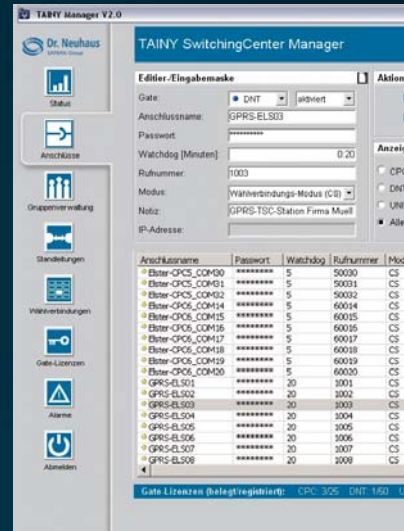 TAINY Manager V2.0
Dr. Neuhaus
TAINY SwitchingCenter Manager
Status
Anschlüsse
Gruppenverwaltung
Standleitungen
Wählverbindungen
Gate-Lizenzen
Alarme
Abmelden
Editier-/Eingabemaske
Gate: DNT aktiviert
Anschlussname: GPRS-ELS03
Passwort: *********
Watchdog [Minuten]: 0:20
Rufnummer: 1003
Modus: Wählverbindungs-Modus (CS)
Notiz: GPRS-TSC-Station Firma Muell
IP-Adresse:
Aktion
Anzeig
CPC
DNT
UNI
Alle
Anschlussname Passwort Watchdog Rufnummer Mod
Elster-CPC5_COM30 ********* 5 50030 CS
Elster-CPC5_COM31 ********* 5 50031 CS
Elster-CPC5_COM32 ********* 5 50032 CS
Elster-CPC6_COM14 ********* 5 60014 CS
Elster-CPC6_COM15 ********* 5 60015 CS
Elster-CPC6_COM16 ********* 5 60016 CS
Elster-CPC6_COM17 ********* 5 60017 CS
Elster-CPC6_COM18 ********* 5 60018 CS
Elster-CPC6_COM19 ********* 5 60019 CS
Elster-CPC6_COM20 ********* 5 60020 CS
GPRS-ELS01 ********* 20 1001 CS
GPRS-ELS02 ********* 20 1002 CS
GPRS-ELS03 ********* 20 1003 CS
GPRS-ELS04 ********* 20 1004 CS
GPRS-ELS05 ********* 20 1005 CS
GPRS-ELS06 ********* 20 1006 CS
GPRS-ELS07 ********* 20 1007 CS
GPRS-ELS08 ********* 20 1008 CS
Gate-Lizenzen (belegt/registriert): CPC: 3/25 DNT: 1/50 U